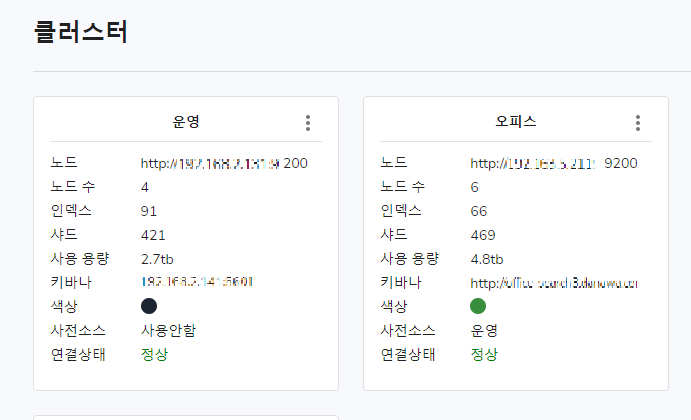 클러스터
운영
노드 http:// 200
노드 수 4
인덱스 91
샤드 421
사용 용량 2.7tb
키바나
색상
사전소스 사용안함
연결상태 정상
오피스
노드 http:// 9200
노드 수 6
인덱스 66
샤드 469
사용 용량 4.8tb
키바나 http://
색상
사전소스 운영
연결상태 정상